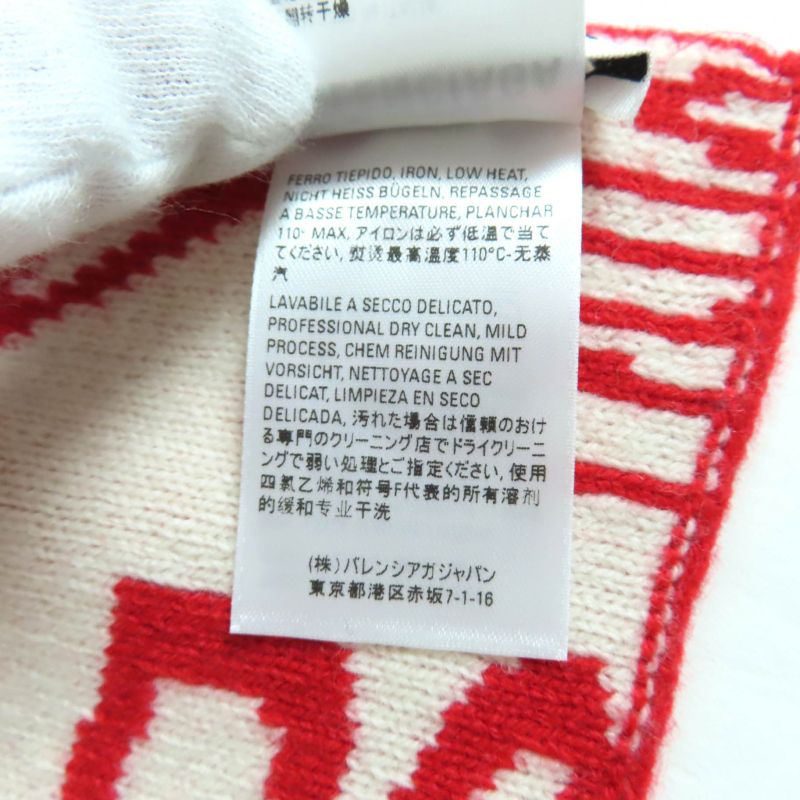 翻转干燥
FERRO TIEPIDO, IRON, LOW HEAT,
NICHT HEISS BÜGELN, REPASSAGE
A BASSE TEMPERATURE, PLANCHAR
110° MAX, アイロンは必ず低温で当て
てください, 熨烫最高温度110°C-无蒸
汽
LAVABILE A SECCO DELICATO,
PROFESSIONAL DRY CLEAN, MILD
PROCESS, CHEM REINIGUNG MIT
VORSICHT, NETTOYAGE A SEC
DELICAT, LIMPIEZA EN SECO
DELICADA, 汚れた場合は信頼のおけ
る専門のクリーニング店でドライクリーニ
ングで弱い処理とご指定ください, 使用
四氯乙烯和符号F代表的所有溶剂
的缓和专业干洗
(株)バレンシアガジャパン
東京都港区赤坂7-1-16